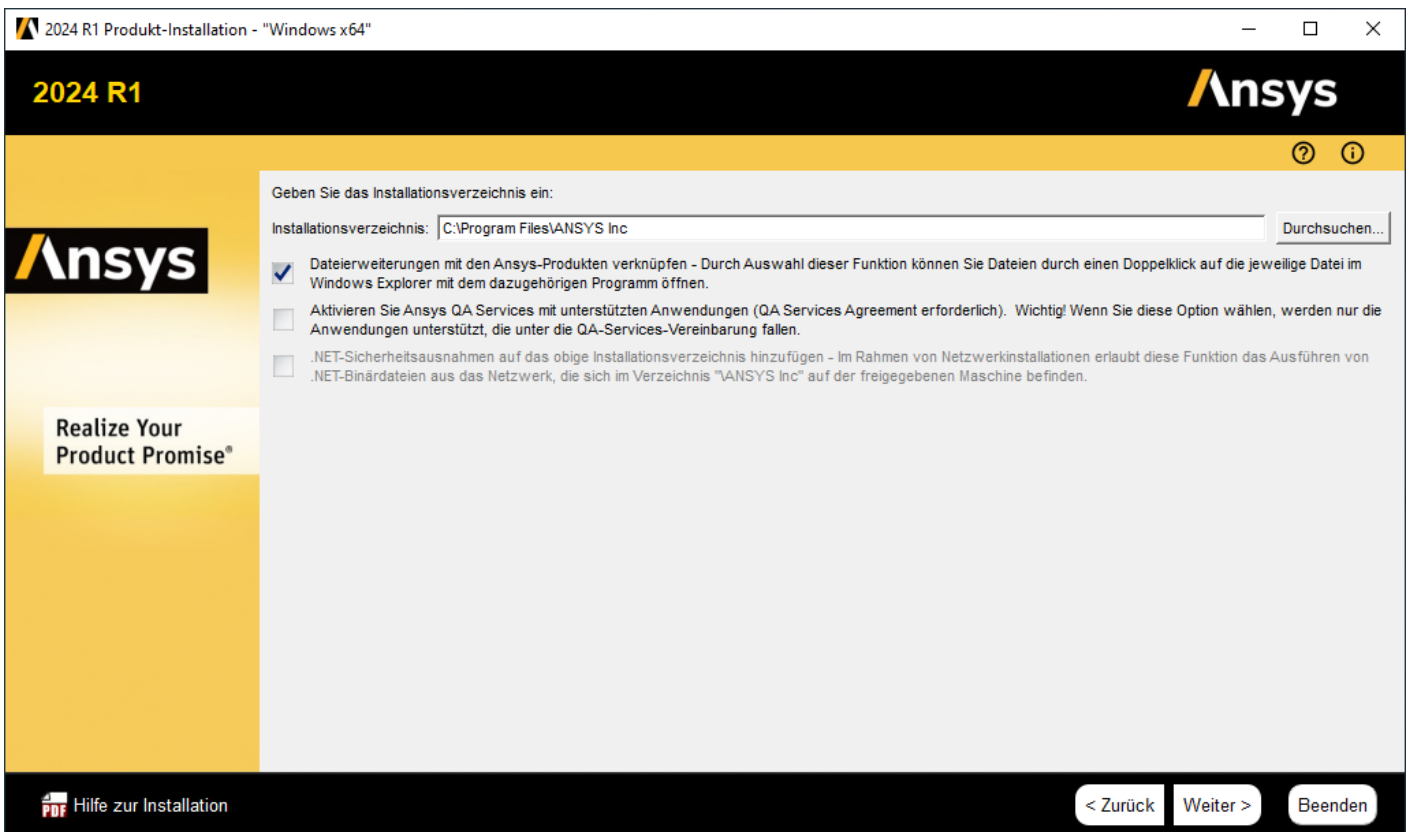 2024 R1 Produkt-Installation - "Windows x64"
2024 R1
Ansys
Geben Sie das Installationsverzeichnis ein:
Installationsverzeichnis: C:\Program Files\ANSYS Inc Durchsuchen...
Ansys
Dateierweiterungen mit den Ansys-Produkten verknüpfen - Durch Auswahl dieser Funktion können Sie Dateien durch einen Doppelklick auf die jeweilige Datei im
Windows Explorer mit dem dazugehörigen Programm öffnen.
Aktivieren Sie Ansys QA Services mit unterstützten Anwendungen (QA Services Agreement erforderlich).  Wichtig! Wenn Sie diese Option wählen, werden nur die
Anwendungen unterstützt, die unter die QA-Services-Vereinbarung fallen.
.NET-Sicherheitsausnahmen auf das obige Installationsverzeichnis hinzufügen - Im Rahmen von Netzwerkinstallationen erlaubt diese Funktion das Ausführen von
.NET-Binärdateien aus das Netzwerk, die sich im Verzeichnis "\ANSYS Inc" auf der freigegebenen Maschine befinden.
Realize Your
Product Promise®
PDF Hilfe zur Installation
< Zurück Weiter > Beenden